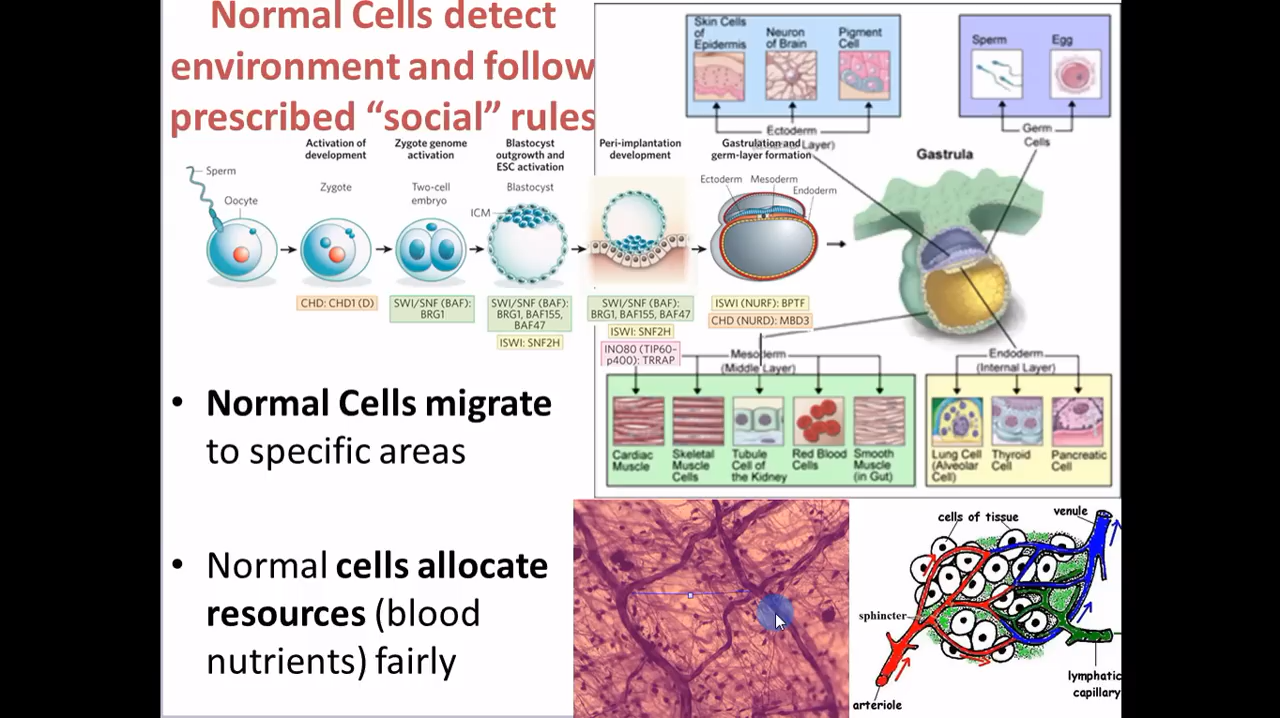 Normal Cells detect
environment and follow
prescribed “social” rules
Activation of
development
Zygote genome
activation
Blastocyst
outgrowth and
ESC activation
Peri-implantation
development
Gastrulation and
germ-layer formation
Sperm
Oocyte
Zygote
Two-cell
embryo
Blastocyst
ICM
Ectoderm
Mesoderm
Endoderm
CHD: CHD1 (D)
SWI/SNF (BAF):
BRG1
SWI/SNF (BAF):
BRG1, BAF155,
BAF47
ISWI: SNF2H
SWI/SNF (BAF):
BRG1, BAF155, BAF47
ISWI: SNF2H
INO80 (TIP60–
p400): TRRAP
ISWI (NURF): BPTF
CHD (NURD): MBD3
Skin Cells
of
Epidermis
Neuron
of Brain
Pigment
Cell
Ectoderm
Layer)
Sperm
Egg
Germ
Cells
Gastrula
Mesoderm
(Middle Layer)
Cardiac
Muscle
Skeletal
Muscle
Cells
Tubule
Cell of
the Kidney
Red Blood
Cells
Smooth
Muscle
(in Gut)
Endoderm
(Internal Layer)
Lung Cell
(Alveolar
Cell)
Thyroid
Cell
Pancreatic
Cell
• Normal Cells migrate
to specific areas
• Normal cells allocate
resources (blood
nutrients) fairly
cells of tissue
venule
sphincter
arteriole
lymphatic
capillary